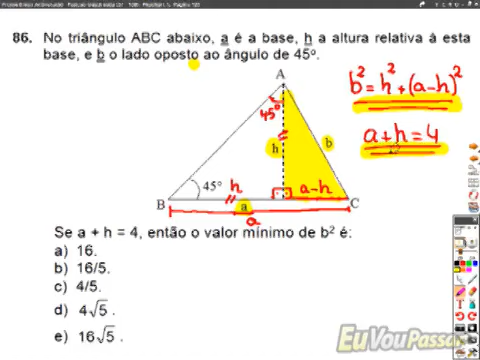 86. No triângulo ABC abaixo, a é a base, h a altura relativa à esta
base, e b o lado oposto ao ângulo de 45º.
A
b² = h² + (a-h)²
45º
a+h=4
h
b
45°
h
a-h
B
a
C
a
Se a + h = 4, então o valor mínimo de b² é:
a) 16.
b) 16/5.
c) 4/5.
d) 4√5.
e) 16√5.
EuVouPassar